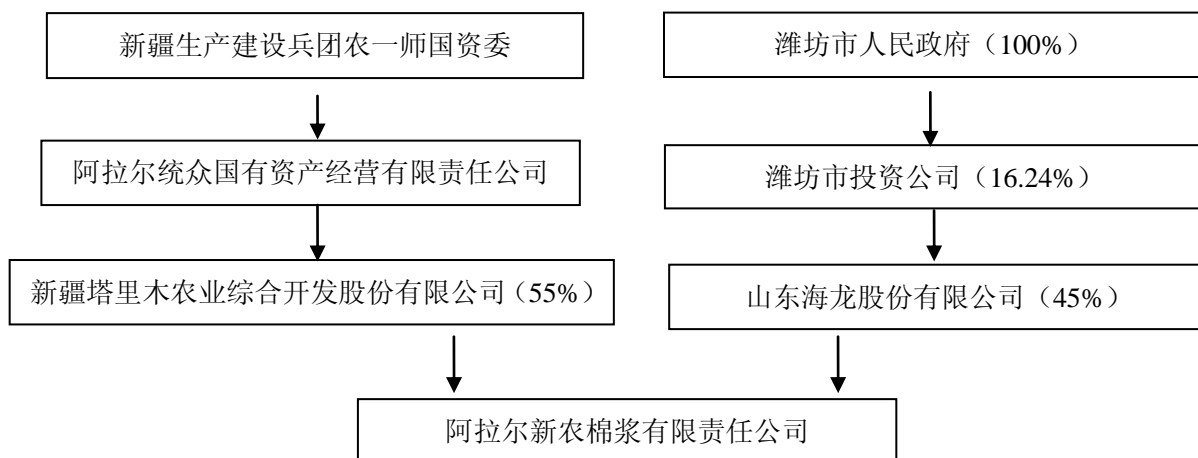 新疆生产建设兵团农一师国资委
潍坊市人民政府（100%）
阿拉尔统众国有资产经营有限责任公司
潍坊市投资公司（16.24%）
新疆塔里木农业综合开发股份有限公司（55%）
山东海龙股份有限公司（45%）
阿拉尔新农棉浆有限责任公司